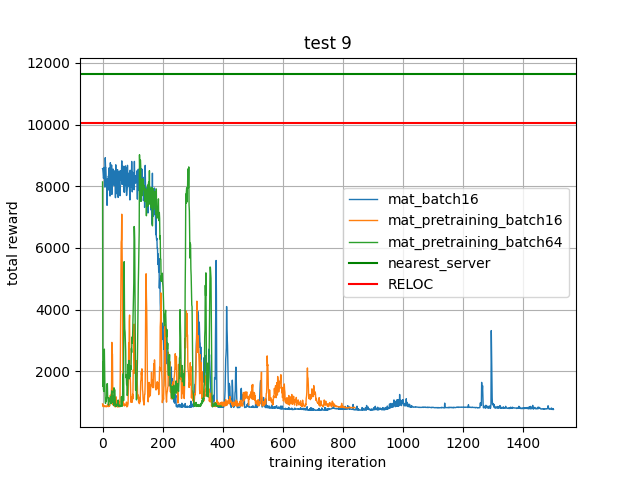 test 9
total reward
12000
10000
8000
6000
4000
2000
mat_batch16
mat_pretraining_batch16
mat_pretraining_batch64
nearest_server
RELOC
0 200 400 600 800 1000 1200 1400
training iteration